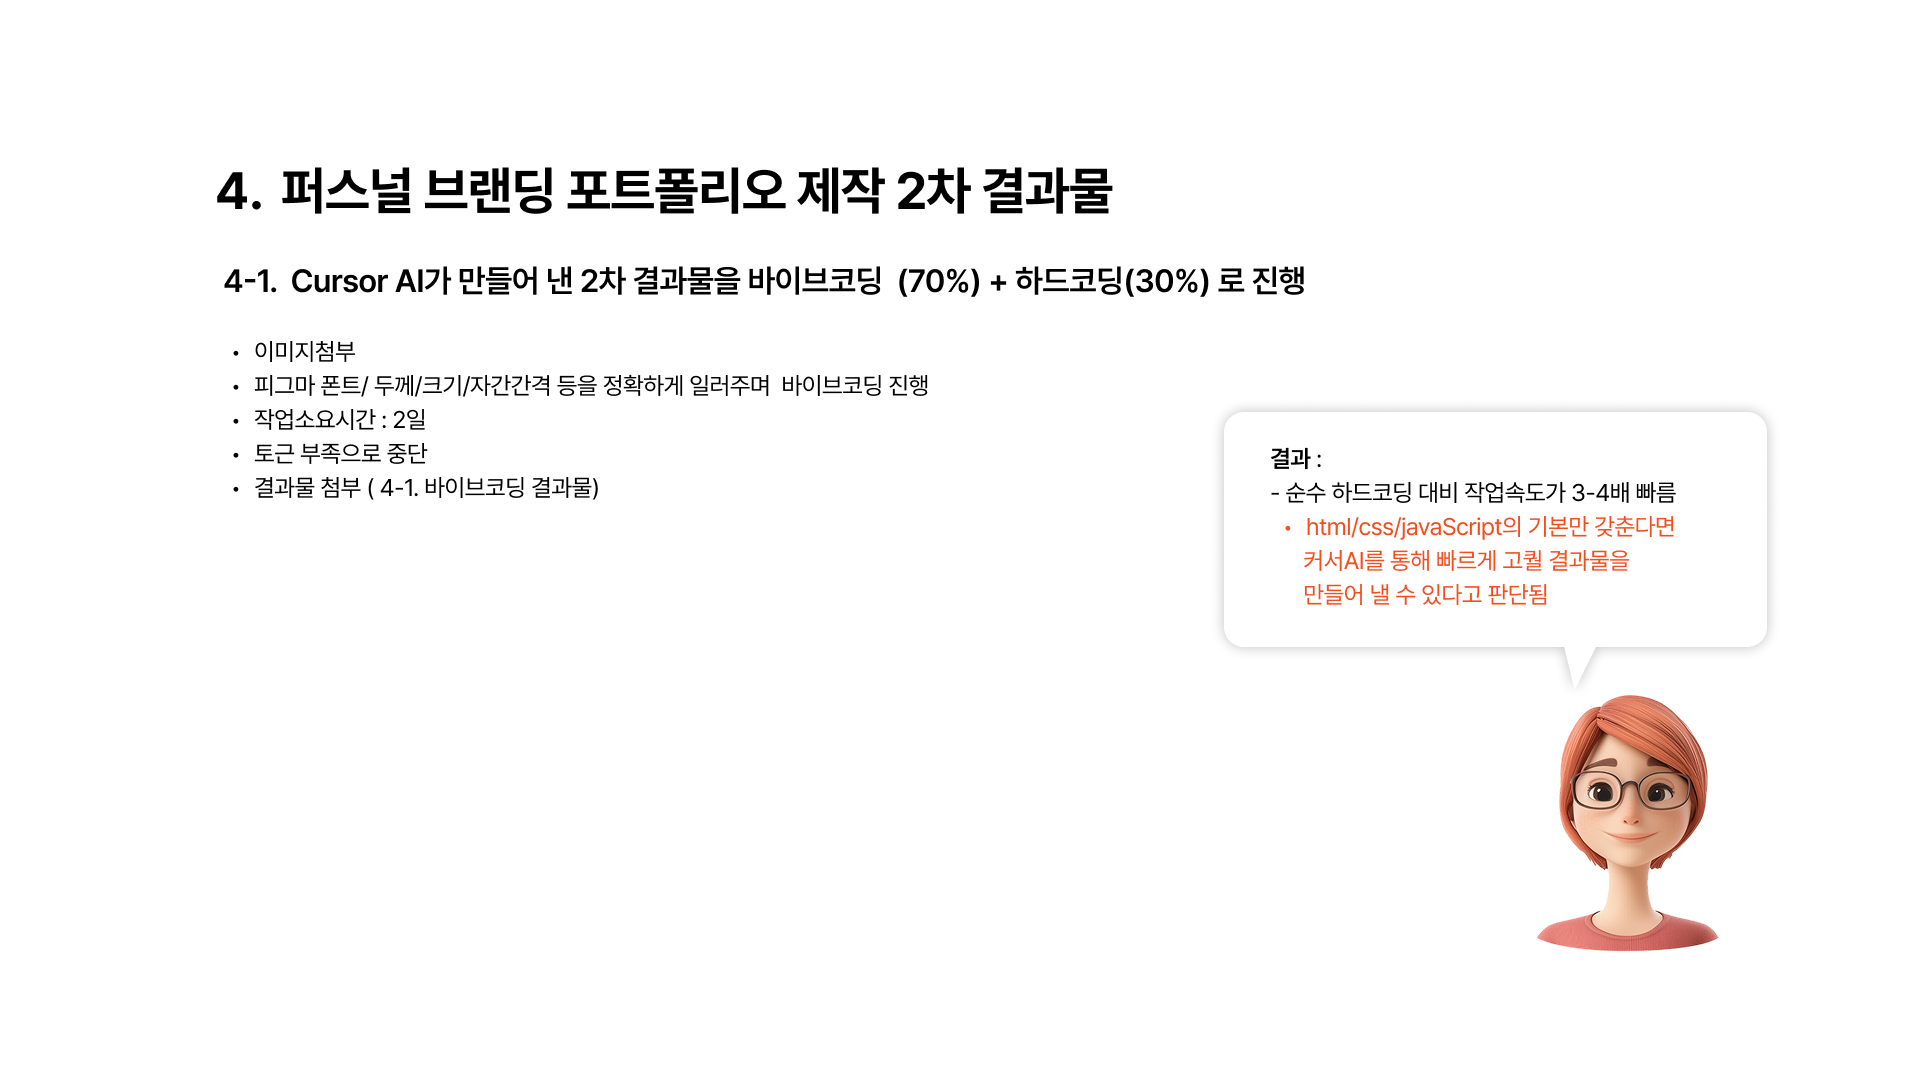 4. 퍼스널 브랜딩 포트폴리오 제작 2차 결과물
4-1. Cursor AI가 만들어 낸 2차 결과물을 바이브코딩 (70%) + 하드코딩(30%) 로 진행
• 이미지첨부
• 피그마 폰트/ 두께/크기/자간간격 등을 정확하게 일러주며 바이브코딩 진행
• 작업소요시간 : 2일
• 토근 부족으로 중단
• 결과물 첨부 ( 4-1. 바이브코딩 결과물)
결과 :
- 순수 하드코딩 대비 작업속도가 3-4배 빠름
• html/css/javaScript의 기본만 갖춘다면
커서AI를 통해 빠르게 고퀄 결과물을
만들어 낼 수 있다고 판단됨